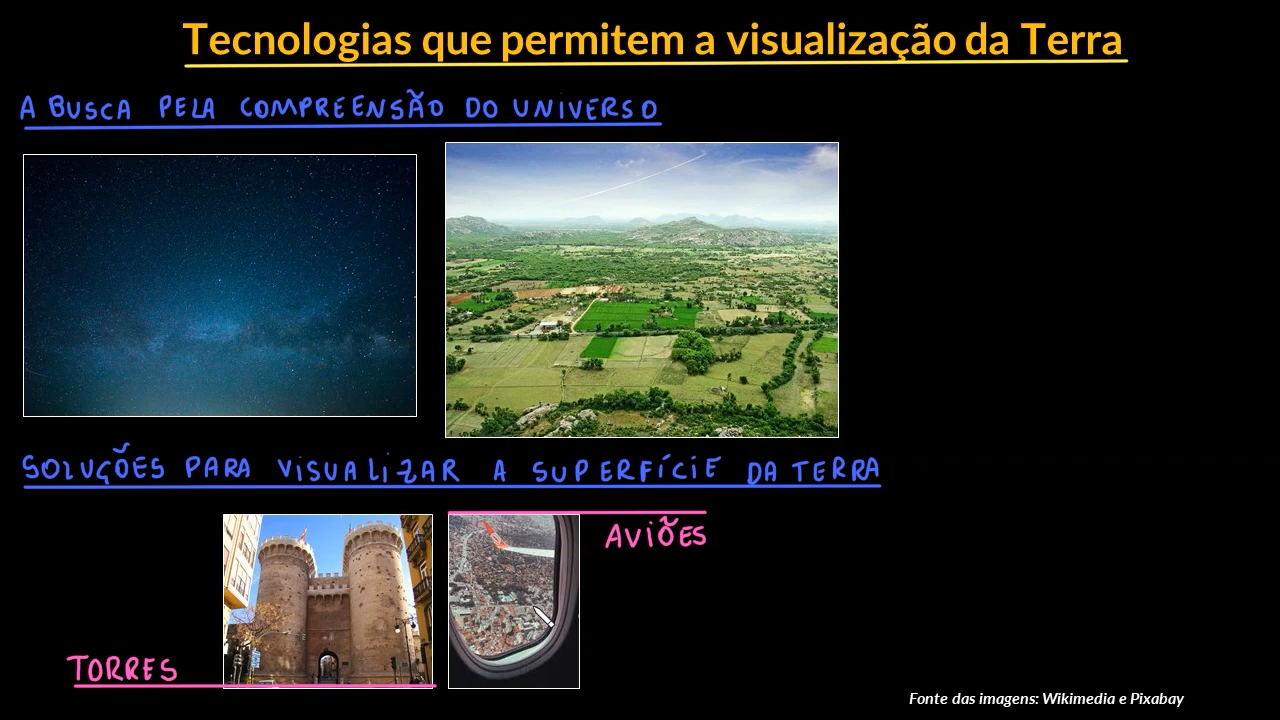 Tecnologias que permitem a visualização da Terra
A BUSCA PELA COMPREENSÃO DO UNIVERSO
SOLUÇÕES PARA VISUALIZAR A SUPERFÍCIE DA TERRA
AVIÕES
TORRES
Fonte das imagens: Wikimedia e Pixabay